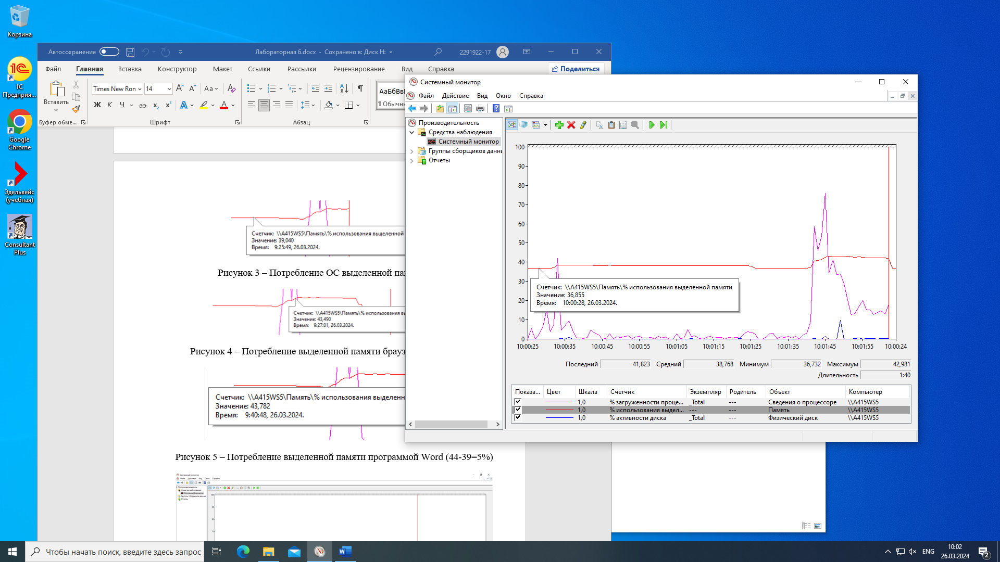 Корзина
1C
Предприя...
Google
Chrome
Эдельвейс
(учебная)
Consultant
Plus
Автосохранение
Лабораторная 6.docx - Сохранено в: Диск H:
2291922-17
Файл Главная Вставка Конструктор Макет Ссылки Рассылки Рецензирование Вид Справка
Поделиться
Вставить
Times New Ron 14
Aa
Ж К Ч ab x₂ x² A A
АаБбВвГ
¶ Обычнь
Буфер обме... Шрифт Абзац
Счетчик: \\A415WS5\Память\% использования выделенной
Значение: 39,040
Время: 9:25:49, 26.03.2024.
Рисунок 3 – Потребление ОС выделенной па
Счетчик: \\A415WS5\Память\% использования вы
Значение: 43,490
Время: 9:27:01, 26.03.2024.
Рисунок 4 – Потребление выделенной памяти брауз
Счетчик: \\A415WS5\Память\% использования выделенн
Значение: 43,782
Время: 9:40:48, 26.03.2024.
Рисунок 5 – Потребление выделенной памяти программой Word (44-39=5%)
Системный монитор
Файл Действие Вид Окно Справка
Производительность
Средства наблюдения
Системный монитор
Группы сборщиков данн
Отчеты
100
90
80
70
60
50
40
30
20
10
0
Счетчик: \\A415WS5\Память\% использования выделенной памяти
Значение: 36,855
Время: 10:00:28, 26.03.2024.
10:00:25 10:00:35 10:00:45 10:00:55 10:01:05 10:01:15 10:01:25 10:01:35 10:01:45 10:01:55 10:00:24
Последний 41,823 Средний 38,768 Минимум 36,732 Максимум 42,981
Длительность 1:40
Показа... Цвет Шкала Счетчик Экземпляр Родитель Объект Компьютер
1,0 % загруженности проце... _Total --- Сведения о процессоре \\A415WS5
1,0 % использования выдел... --- --- Память \\A415WS5
1,0 % активности диска _Total --- Физический диск \\A415WS5
Чтобы начать поиск, введите здесь запрос
ENG
10:02
26.03.2024
2